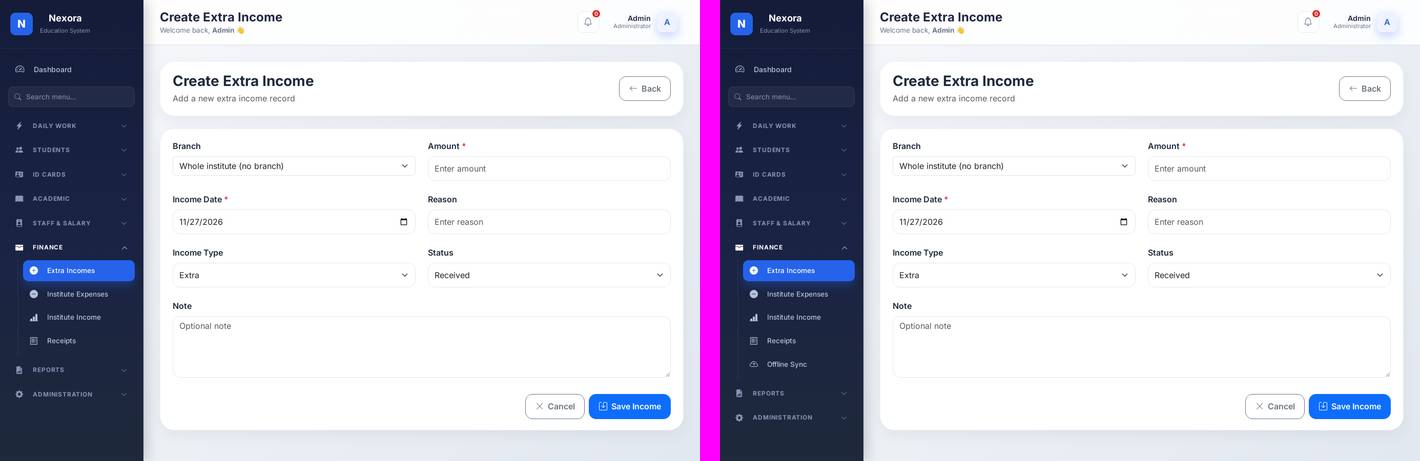 N
Nexora
Education System
Dashboard
Search menu...
DAILY WORK
STUDENTS
ID CARDS
ACADEMIC
STAFF & SALARY
FINANCE
Extra Incomes
Institute Expenses
Institute Income
Receipts
REPORTS
ADMINISTRATION
Create Extra Income
Welcome back, Admin 👋
0
Admin
Administrator
A
Create Extra Income
Add a new extra income record
← Back
Branch
Whole institute (no branch)
Amount *
Enter amount
Income Date *
11/27/2026
Reason
Enter reason
Income Type
Extra
Status
Received
Note
Optional note
Cancel
Save Income
N
Nexora
Education System
Dashboard
Search menu...
DAILY WORK
STUDENTS
ID CARDS
ACADEMIC
STAFF & SALARY
FINANCE
Extra Incomes
Institute Expenses
Institute Income
Receipts
Offline Sync
REPORTS
ADMINISTRATION
Create Extra Income
Welcome back, Admin 👋
0
Admin
Administrator
A
Create Extra Income
Add a new extra income record
← Back
Branch
Whole institute (no branch)
Amount *
Enter amount
Income Date *
11/27/2026
Reason
Enter reason
Income Type
Extra
Status
Received
Note
Optional note
Cancel
Save Income